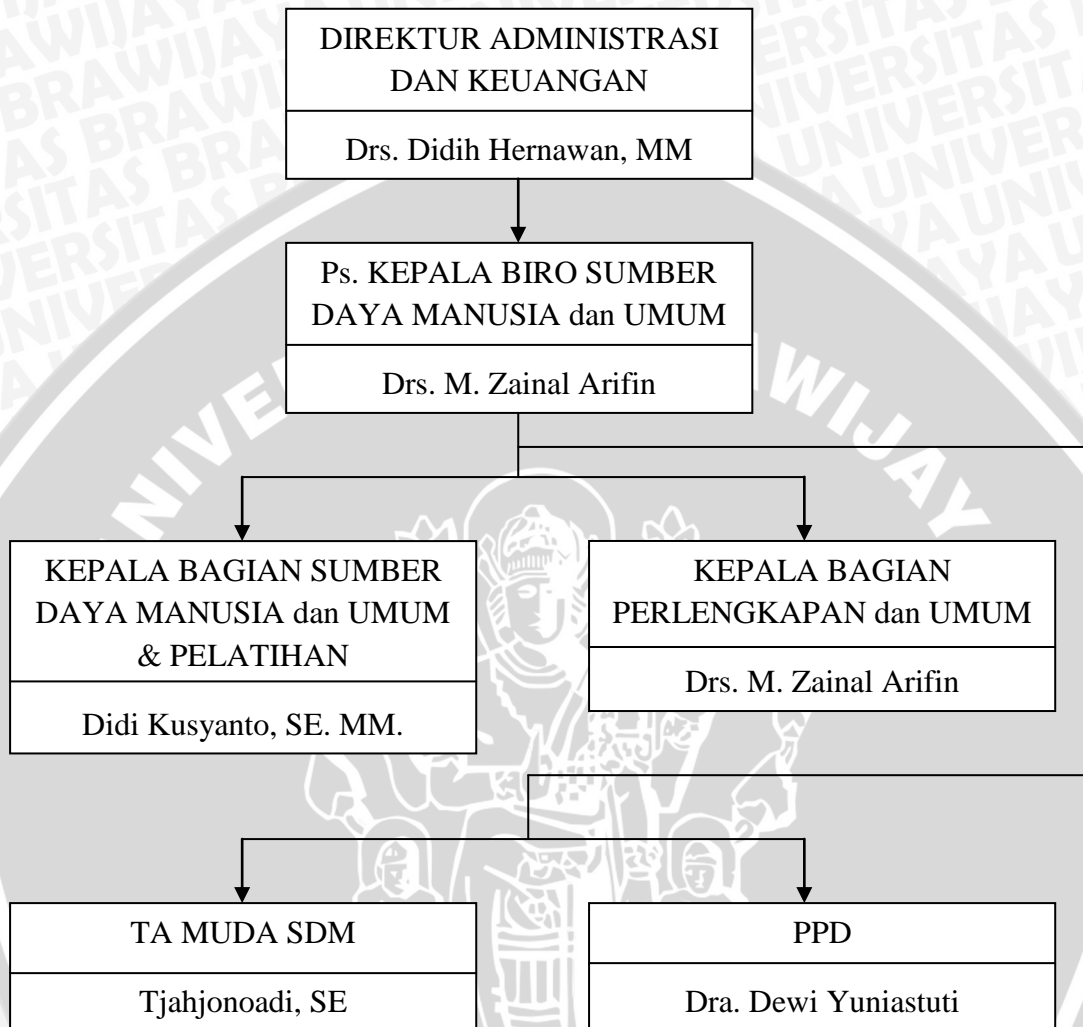 DIREKTUR ADMINISTRASI
DAN KEUANGAN
Drs. Didih Hernawan, MM
Ps. KEPALA BIRO SUMBER
DAYA MANUSIA dan UMUM
Drs. M. Zainal Arifin
KEPALA BAGIAN SUMBER
DAYA MANUSIA dan UMUM
& PELATIHAN
Didi Kusyanto, SE. MM.
KEPALA BAGIAN
PERLENGKAPAN dan UMUM
Drs. M. Zainal Arifin
TA MUDA SDM
Tjahjonoadi, SE
PPD
Dra. Dewi Yuniastuti